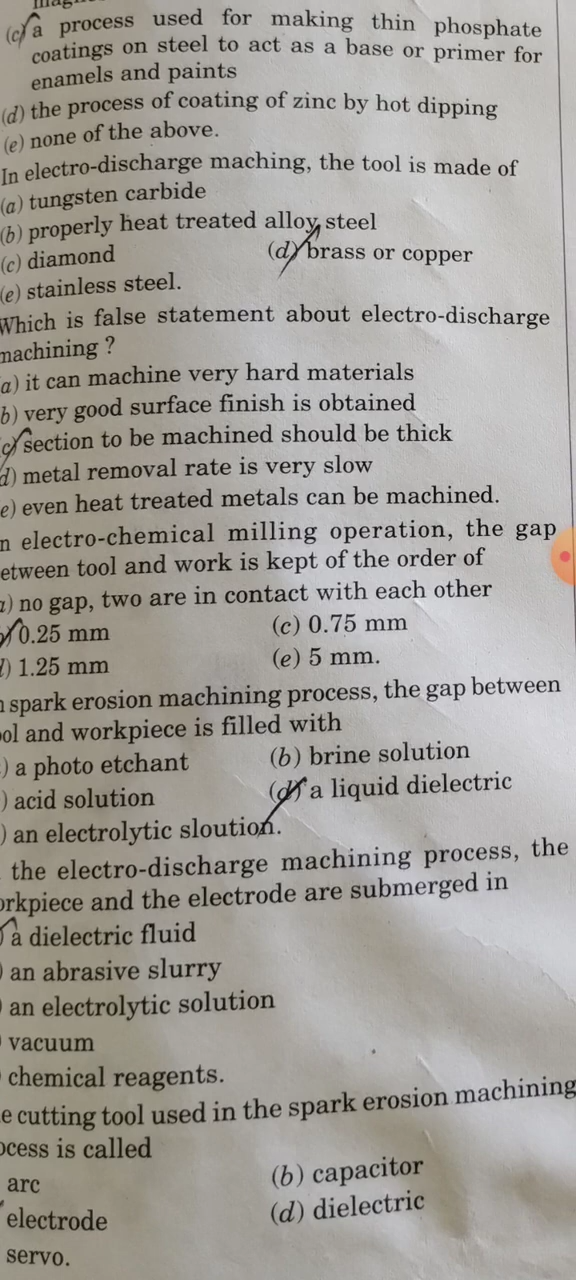 (c) a process used for making thin phosphate
coatings on steel to act as a base or primer for
enamels and paints
(d) the process of coating of zinc by hot dipping
(e) none of the above.
In electro-discharge maching, the tool is made of
(a) tungsten carbide
(b) properly heat treated alloy steel
(c) diamond (d) brass or copper
(e) stainless steel.
Which is false statement about electro-discharge
machining ?
a) it can machine very hard materials
b) very good surface finish is obtained
c) section to be machined should be thick
d) metal removal rate is very slow
e) even heat treated metals can be machined.
n electro-chemical milling operation, the gap
etween tool and work is kept of the order of
) no gap, two are in contact with each other
0.25 mm (c) 0.75 mm
) 1.25 mm (e) 5 mm.
spark erosion machining process, the gap between
ol and workpiece is filled with
) a photo etchant (b) brine solution
) acid solution (d) a liquid dielectric
) an electrolytic sloution.
the electro-discharge machining process, the
orkpiece and the electrode are submerged in
a dielectric fluid
) an abrasive slurry
an electrolytic solution
vacuum
chemical reagents.
e cutting tool used in the spark erosion machining
ocess is called
arc (b) capacitor
electrode (d) dielectric
servo.